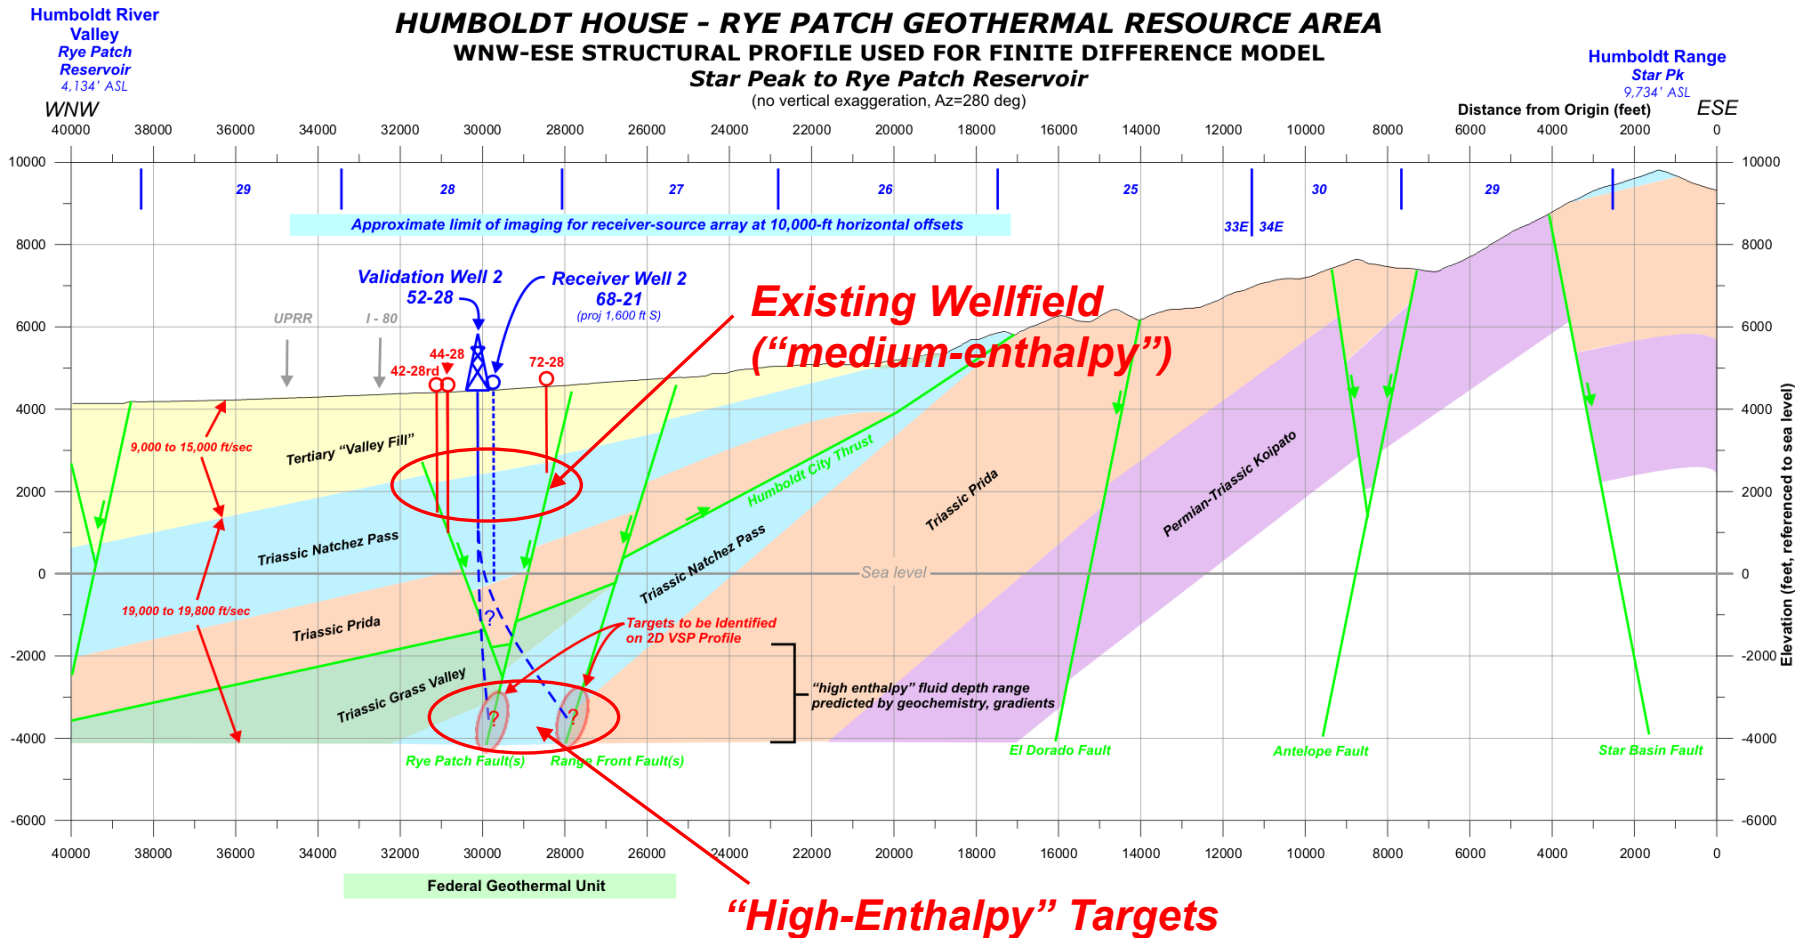 Humboldt River
Valley
Rye Patch
Reservoir
4,134' ASL
WNW
HUMBOLDT HOUSE - RYE PATCH GEOTHERMAL RESOURCE AREA
WNW-ESE STRUCTURAL PROFILE USED FOR FINITE DIFFERENCE MODEL
Star Peak to Rye Patch Reservoir
(no vertical exaggeration, Az=280 deg)
Humboldt Range
Star Pk
9,734' ASL
Distance from Origin (feet)
ESE
40000 38000 36000 34000 32000 30000 28000 26000 24000 22000 20000 18000 16000 14000 12000 10000 8000 6000 4000 2000 0
10000 10000
29 28 27 26 25 30 29
33E 34E
Approximate limit of imaging for receiver-source array at 10,000-ft horizontal offsets
8000 8000
Validation Well 2
52-28
Receiver Well 2
68-21
(proj 1,600 ft S)
Existing Wellfield
(“medium-enthalpy”)
UPRR
I - 80
6000 6000
44-28
42-28rd
72-28
4000 4000
9,000 to 15,000 ft/sec
Tertiary “Valley Fill”
Humboldt City Thrust
Triassic Prida
Permian-Triassic Koipato
2000 2000
Triassic Natchez Pass
Triassic Natchez Pass
0 0
Sea level
Elevation (feet, referenced to sea level)
19,000 to 19,800 ft/sec
Triassic Prida
?
Targets to be Identified
on 2D VSP Profile
-2000 -2000
Triassic Grass Valley
“high enthalpy” fluid depth range
predicted by geochemistry, gradients
? ?
-4000 -4000
Rye Patch Fault(s)
Range Front Fault(s)
El Dorado Fault
Antelope Fault
Star Basin Fault
-6000 -6000
40000 38000 36000 34000 32000 30000 28000 26000 24000 22000 20000 18000 16000 14000 12000 10000 8000 6000 4000 2000 0
Federal Geothermal Unit
“High-Enthalpy” Targets